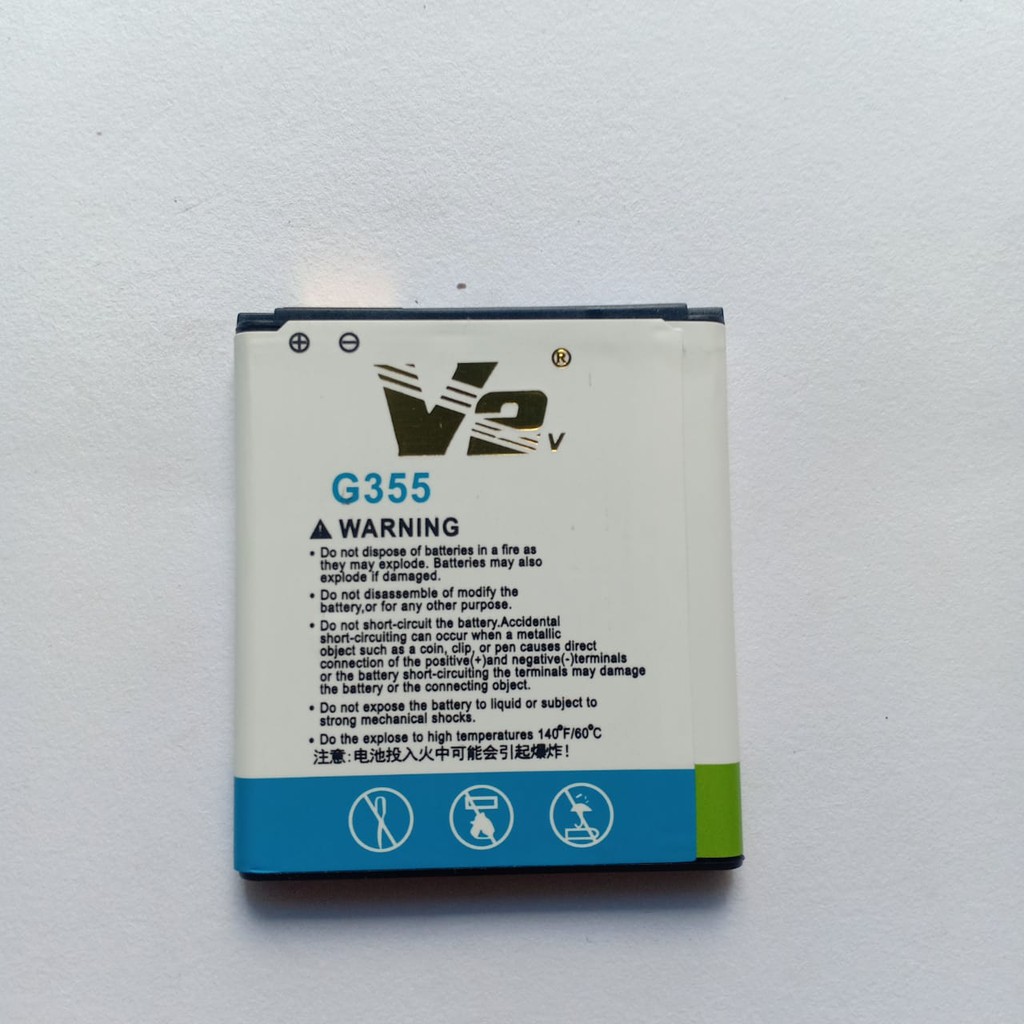 ⊕ ⊖
V2 ®
V
G355
WARNING
• Do not dispose of batteries in a fire as
they may explode. Batteries may also
explode if damaged.
• Do not disassemble of modify the
battery,or for any other purpose.
• Do not short-circuit the battery.Accidental
short-circuiting can occur when a metallic
object such as a coin, clip, or pen causes direct
connection of the positive(+)and negative(-)terminals
or the battery short-circuiting the terminals may damage
the battery or the connecting object.
• Do not expose the battery to liquid or subject to
strong mechanical shocks.
• Do the explose to high temperatures 140°F/60°C
注意:电池投入火中可能会引起爆炸!